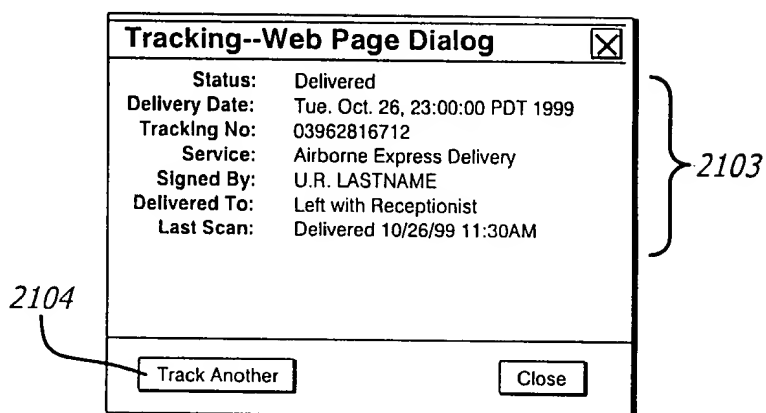 Tracking--Web Page Dialog
Status: Delivered
Delivery Date: Tue. Oct. 26, 23:00:00 PDT 1999
Tracking No: 03962816712
Service: Airborne Express Delivery
Signed By: U.R. LASTNAME
Delivered To: Left with Receptionist
Last Scan: Delivered 10/26/99 11:30AM
2103
2104
Track Another
Close